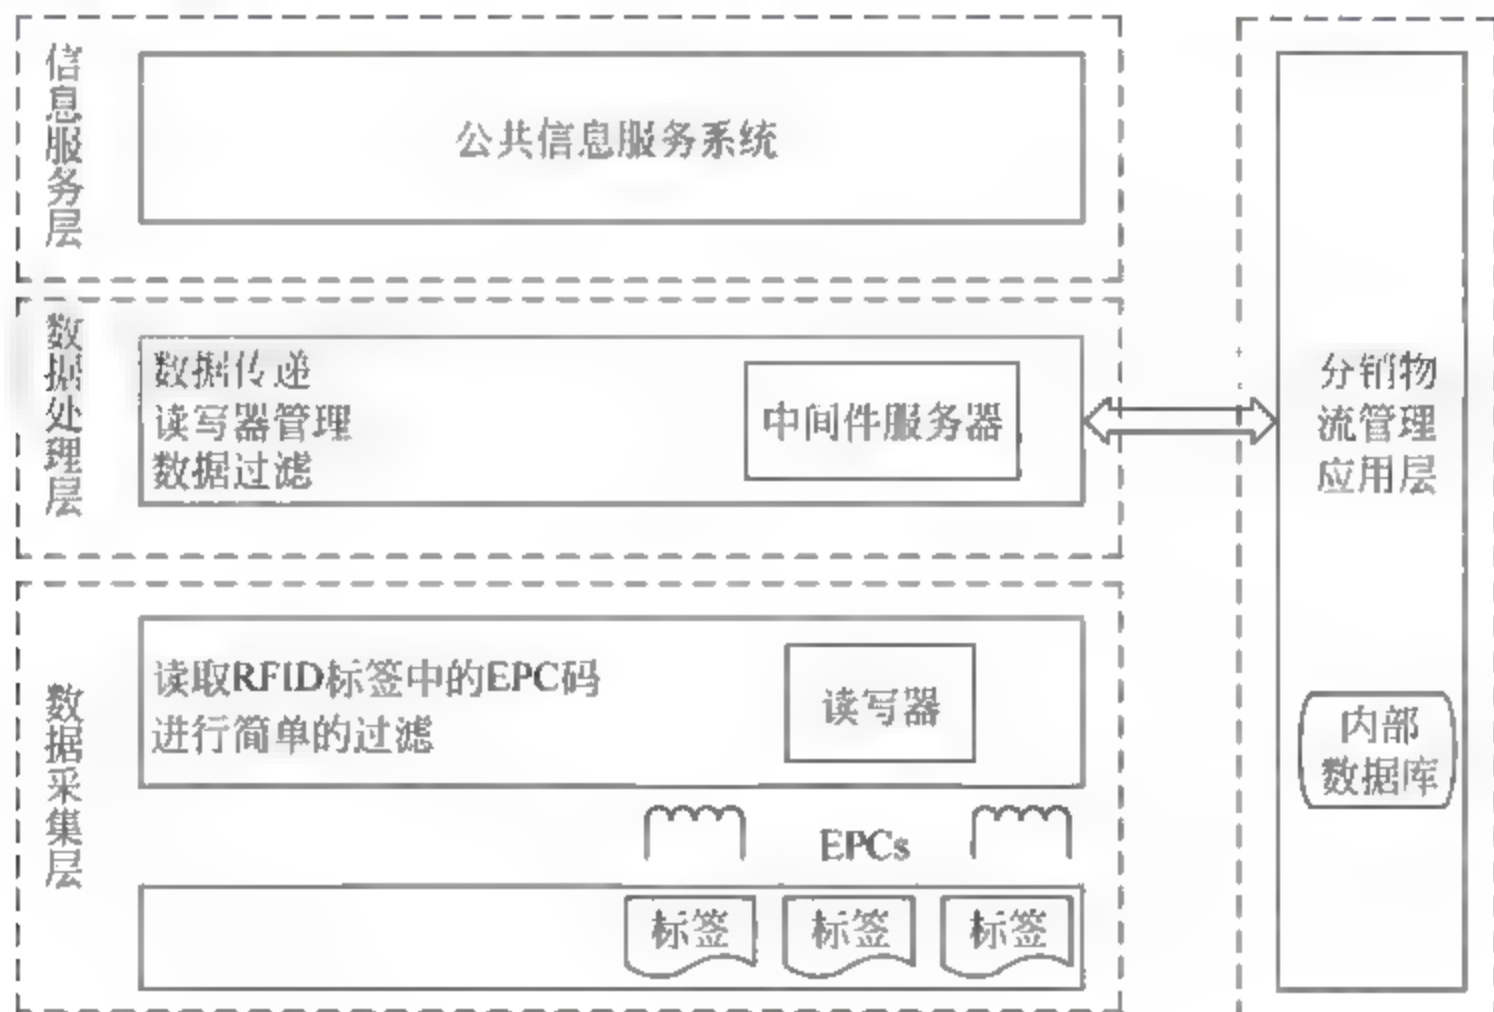 信息服务层
公共信息服务系统
数据处理层
数据传递
读写器管理
数据过滤
中间件服务器
数据采集层
读取RFID标签中的EPC码
进行简单的过滤
读写器
EPCs
标签
标签
标签
分销物
流管理
应用层
内部
数据库